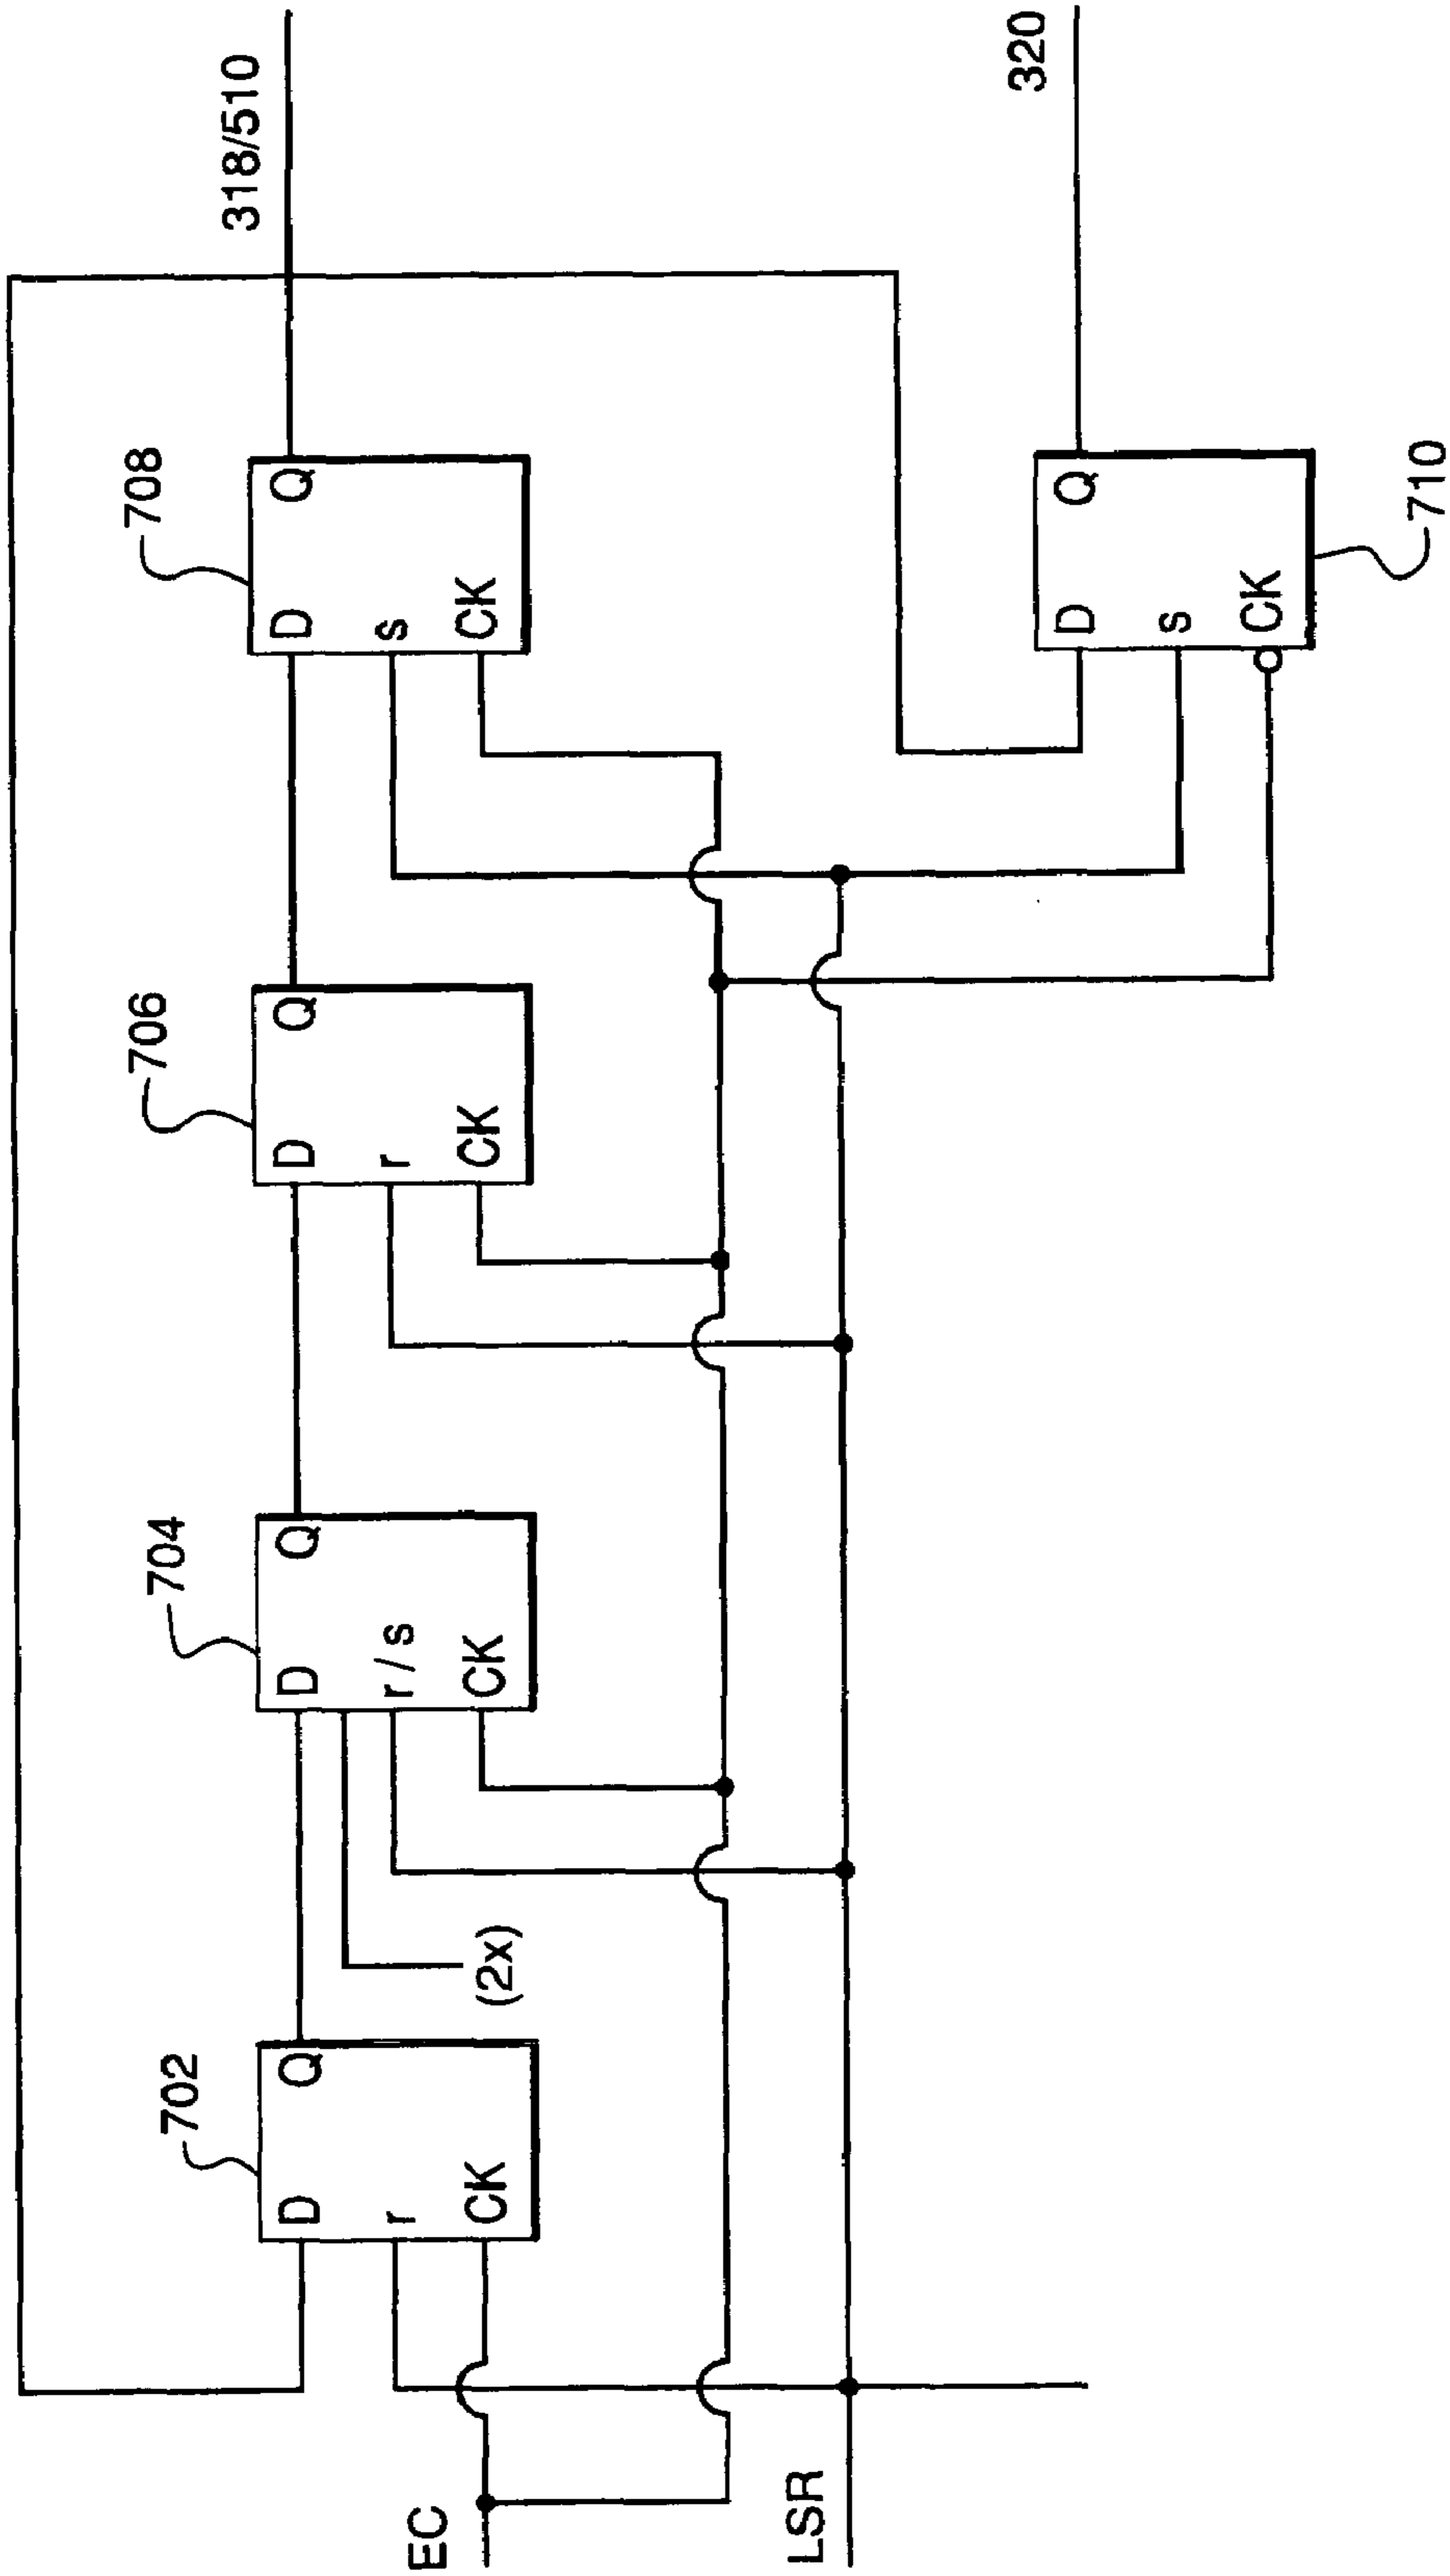 702
704
706
708
318/510
D
Q
D
Q
D
Q
D
Q
r
r / s
r
s
CK
CK
CK
CK
(2x)
EC
LSR
320
D
Q
s
CK
710